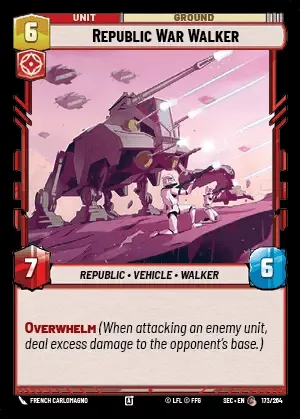 UNIT
GROUND
6
REPUBLIC WAR WALKER
7
6
REPUBLIC • VEHICLE • WALKER
OVERWHELM (When attacking an enemy unit,
deal excess damage to the opponent's base.)
FRENCH CARLOMAGNO
© LFL © FFG
SEC • EN
173/264